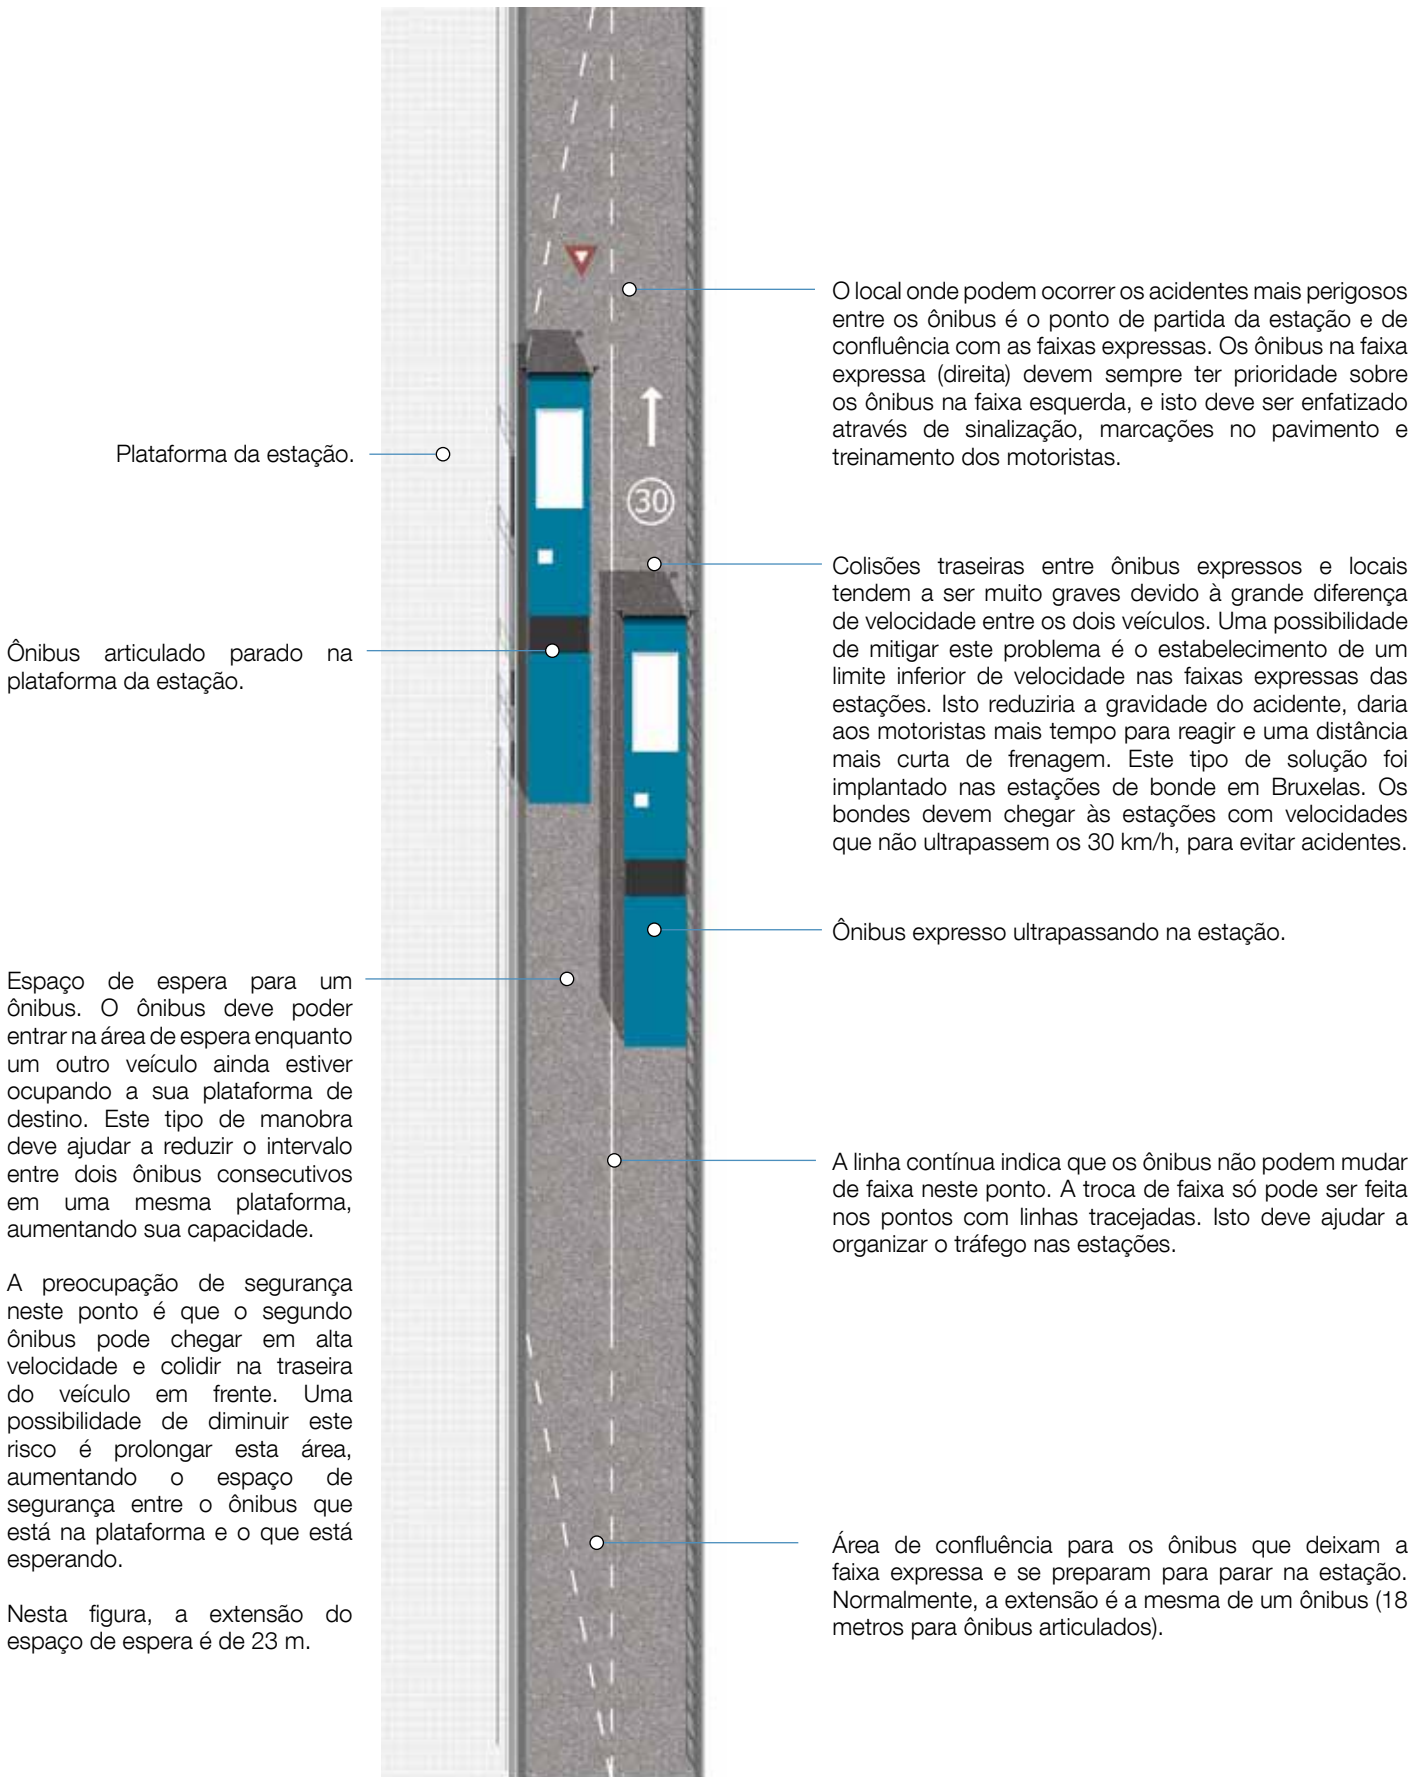 Plataforma da estação.
Ônibus articulado parado na
plataforma da estação.
Espaço de espera para um
ônibus. O ônibus deve poder
entrar na área de espera enquanto
um outro veículo ainda estiver
ocupando a sua plataforma de
destino. Este tipo de manobra
deve ajudar a reduzir o intervalo
entre dois ônibus consecutivos
em uma mesma plataforma,
aumentando sua capacidade.
A preocupação de segurança
neste ponto é que o segundo
ônibus pode chegar em alta
velocidade e colidir na traseira
do veículo em frente. Uma
possibilidade de diminuir este
risco é prolongar esta área,
aumentando o espaço de
segurança entre o ônibus que
está na plataforma e o que está
esperando.
Nesta figura, a extensão do
espaço de espera é de 23 m.
30
O local onde podem ocorrer os acidentes mais perigosos
entre os ônibus é o ponto de partida da estação e de
confluência com as faixas expressas. Os ônibus na faixa
expressa (direita) devem sempre ter prioridade sobre
os ônibus na faixa esquerda, e isto deve ser enfatizado
através de sinalização, marcações no pavimento e
treinamento dos motoristas.
Colisões traseiras entre ônibus expressos e locais
tendem a ser muito graves devido à grande diferença
de velocidade entre os dois veículos. Uma possibilidade
de mitigar este problema é o estabelecimento de um
limite inferior de velocidade nas faixas expressas das
estações. Isto reduziria a gravidade do acidente, daria
aos motoristas mais tempo para reagir e uma distância
mais curta de frenagem. Este tipo de solução foi
implantado nas estações de bonde em Bruxelas. Os
bondes devem chegar às estações com velocidades
que não ultrapassem os 30 km/h, para evitar acidentes.
Ônibus expresso ultrapassando na estação.
A linha contínua indica que os ônibus não podem mudar
de faixa neste ponto. A troca de faixa só pode ser feita
nos pontos com linhas tracejadas. Isto deve ajudar a
organizar o tráfego nas estações.
Área de confluência para os ônibus que deixam a
faixa expressa e se preparam para parar na estação.
Normalmente, a extensão é a mesma de um ônibus (18
metros para ônibus articulados).